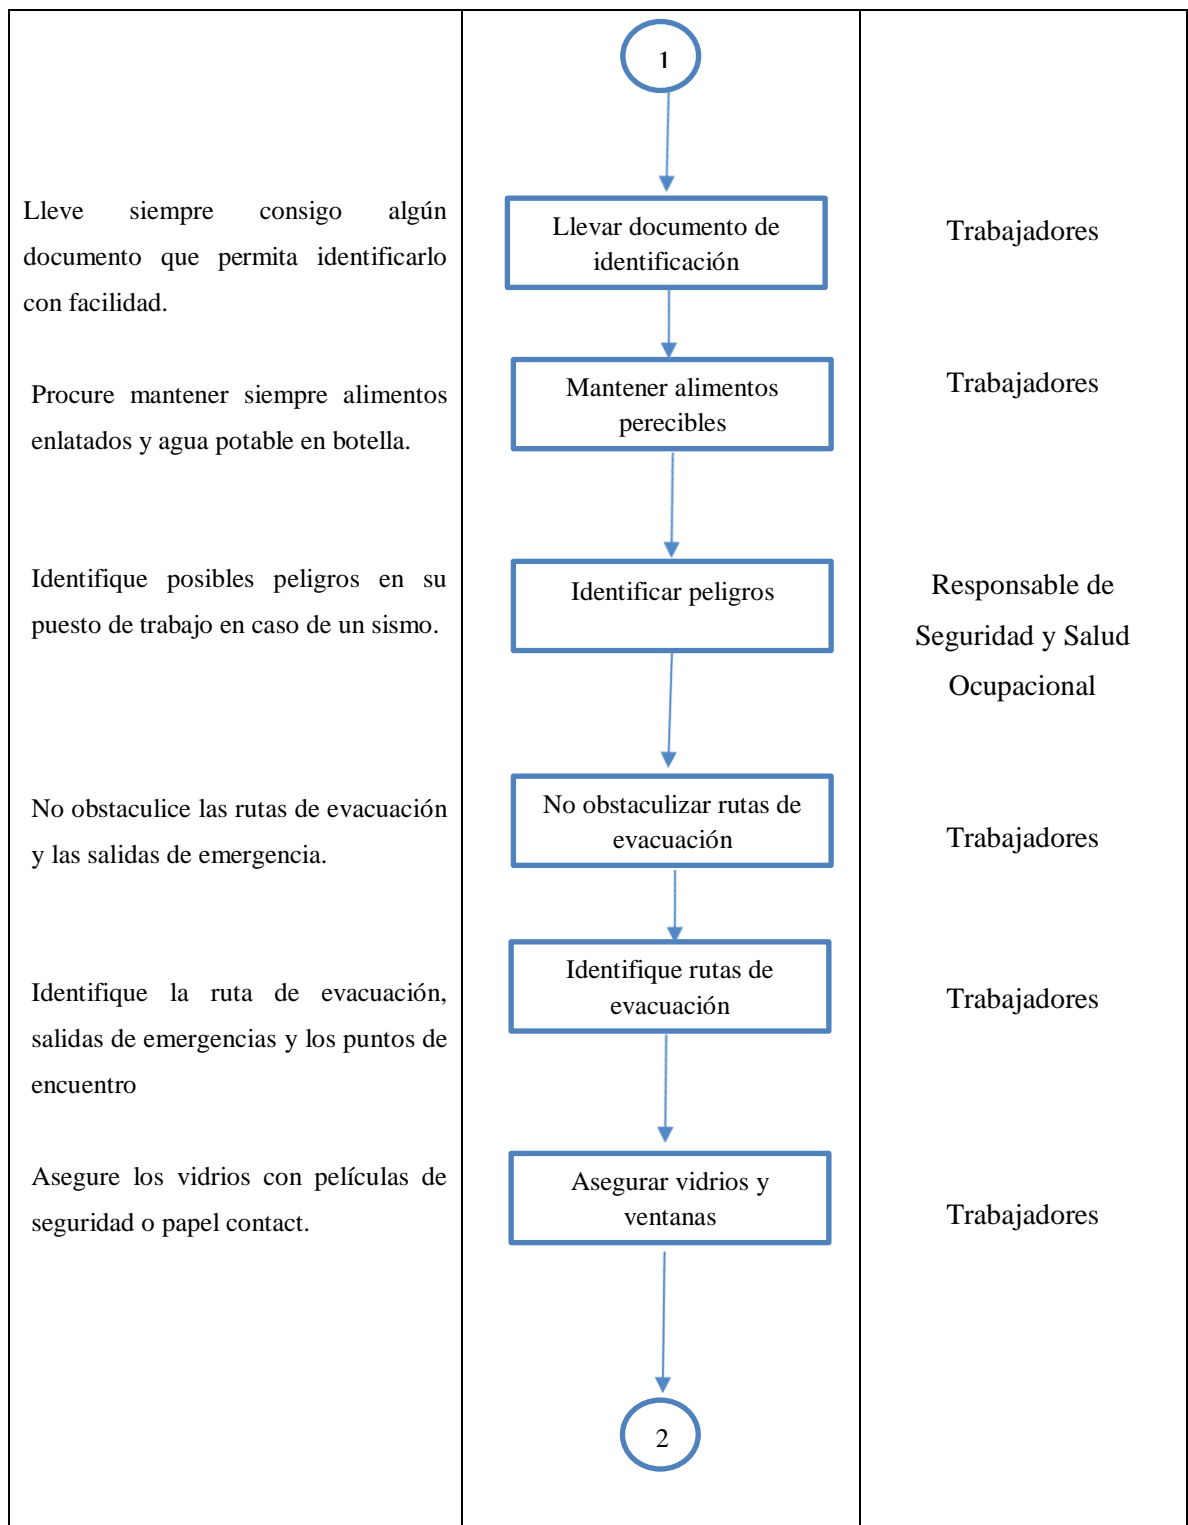 1
Lleve siempre consigo algún
documento que permita identificarlo
con facilidad.
Llevar documento de
identificación
Trabajadores
Procure mantener siempre alimentos
enlatados y agua potable en botella.
Mantener alimentos
perecibles
Trabajadores
Identifique posibles peligros en su
puesto de trabajo en caso de un sismo.
Identificar peligros
Responsable de
Seguridad y Salud
Ocupacional
No obstaculice las rutas de evacuación
y las salidas de emergencia.
No obstaculizar rutas de
evacuación
Trabajadores
Identifique la ruta de evacuación,
salidas de emergencias y los puntos de
encuentro
Identifique rutas de
evacuación
Trabajadores
Asegure los vidrios con películas de
seguridad o papel contact.
Asegurar vidrios y
ventanas
Trabajadores
2